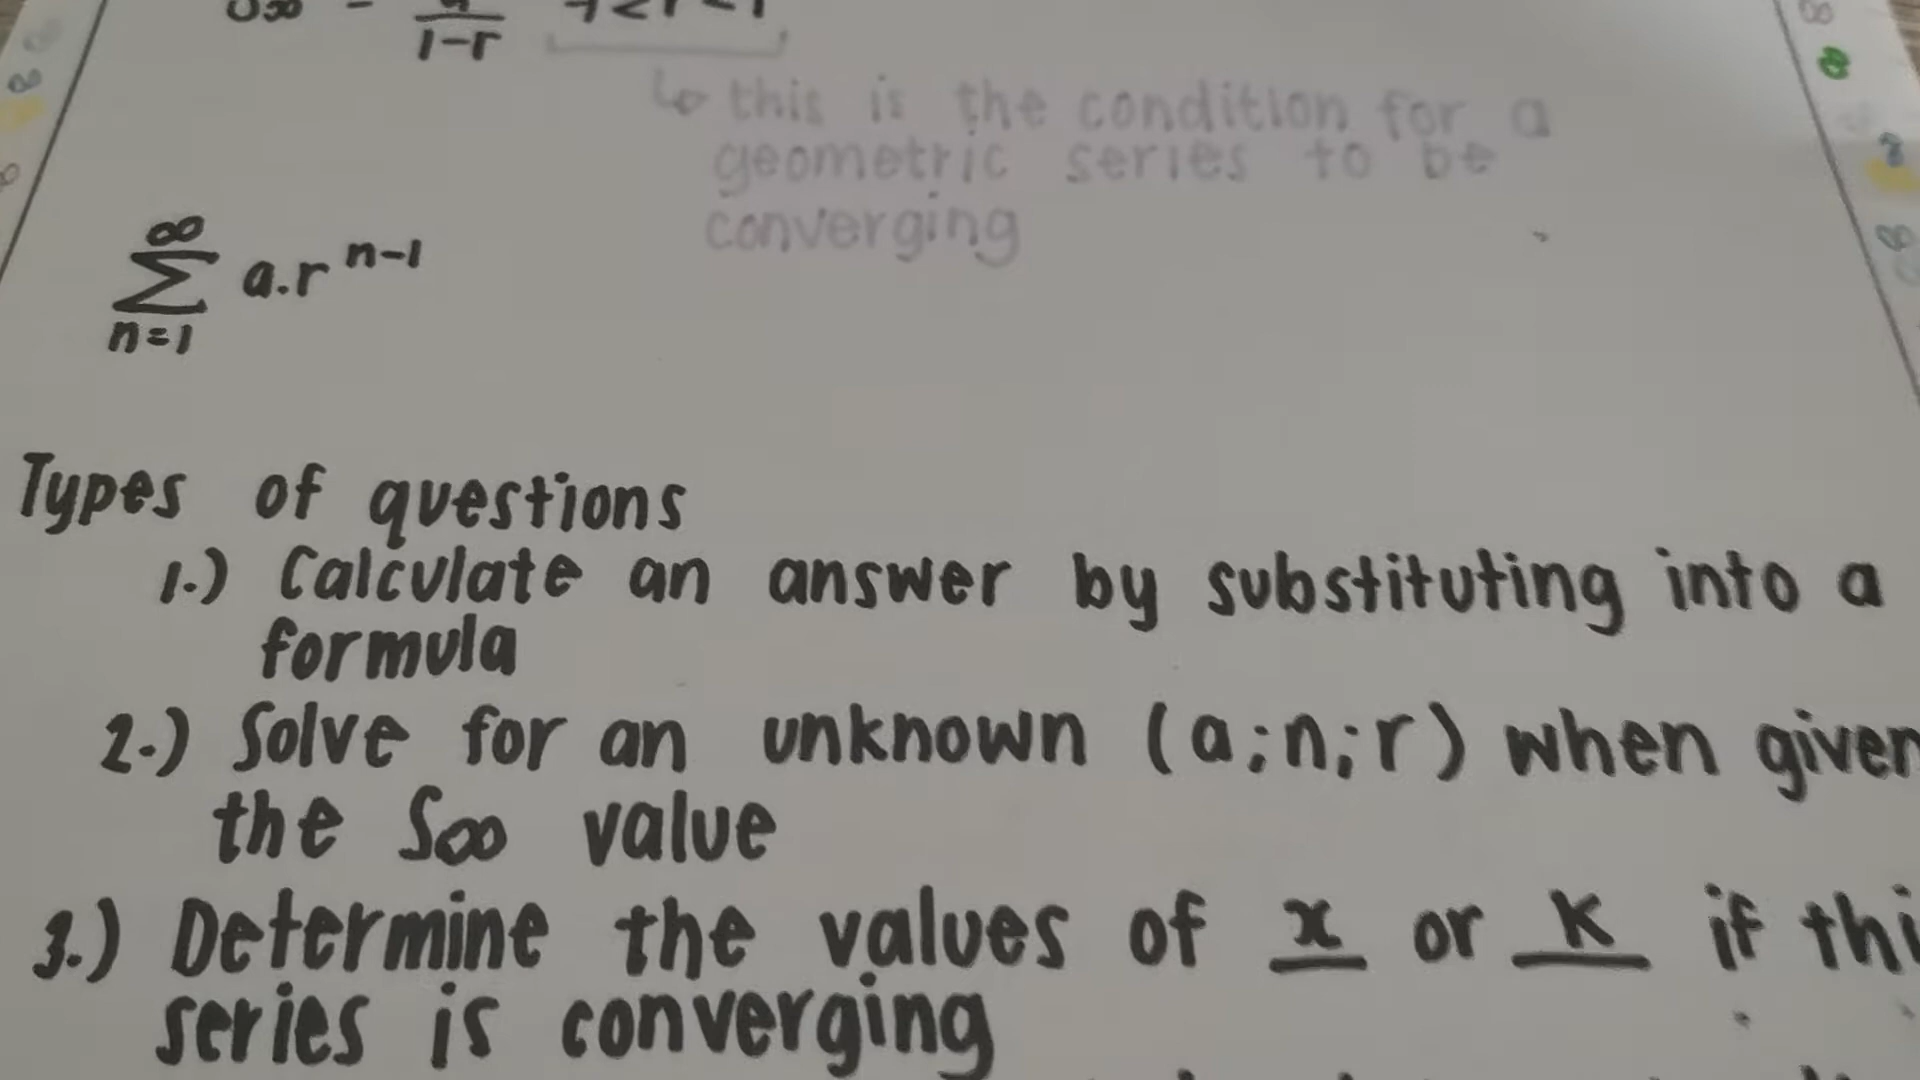 1-r
↳ this is the condition for a
geometric series to be
converging
∞
Σ a.r n-1
n=1
Types of questions
1.) Calculate an answer by substituting into a
formula
2.) Solve for an unknown (a;n;r) when given
the S∞ value
3.) Determine the values of x or k if thi
series is converging